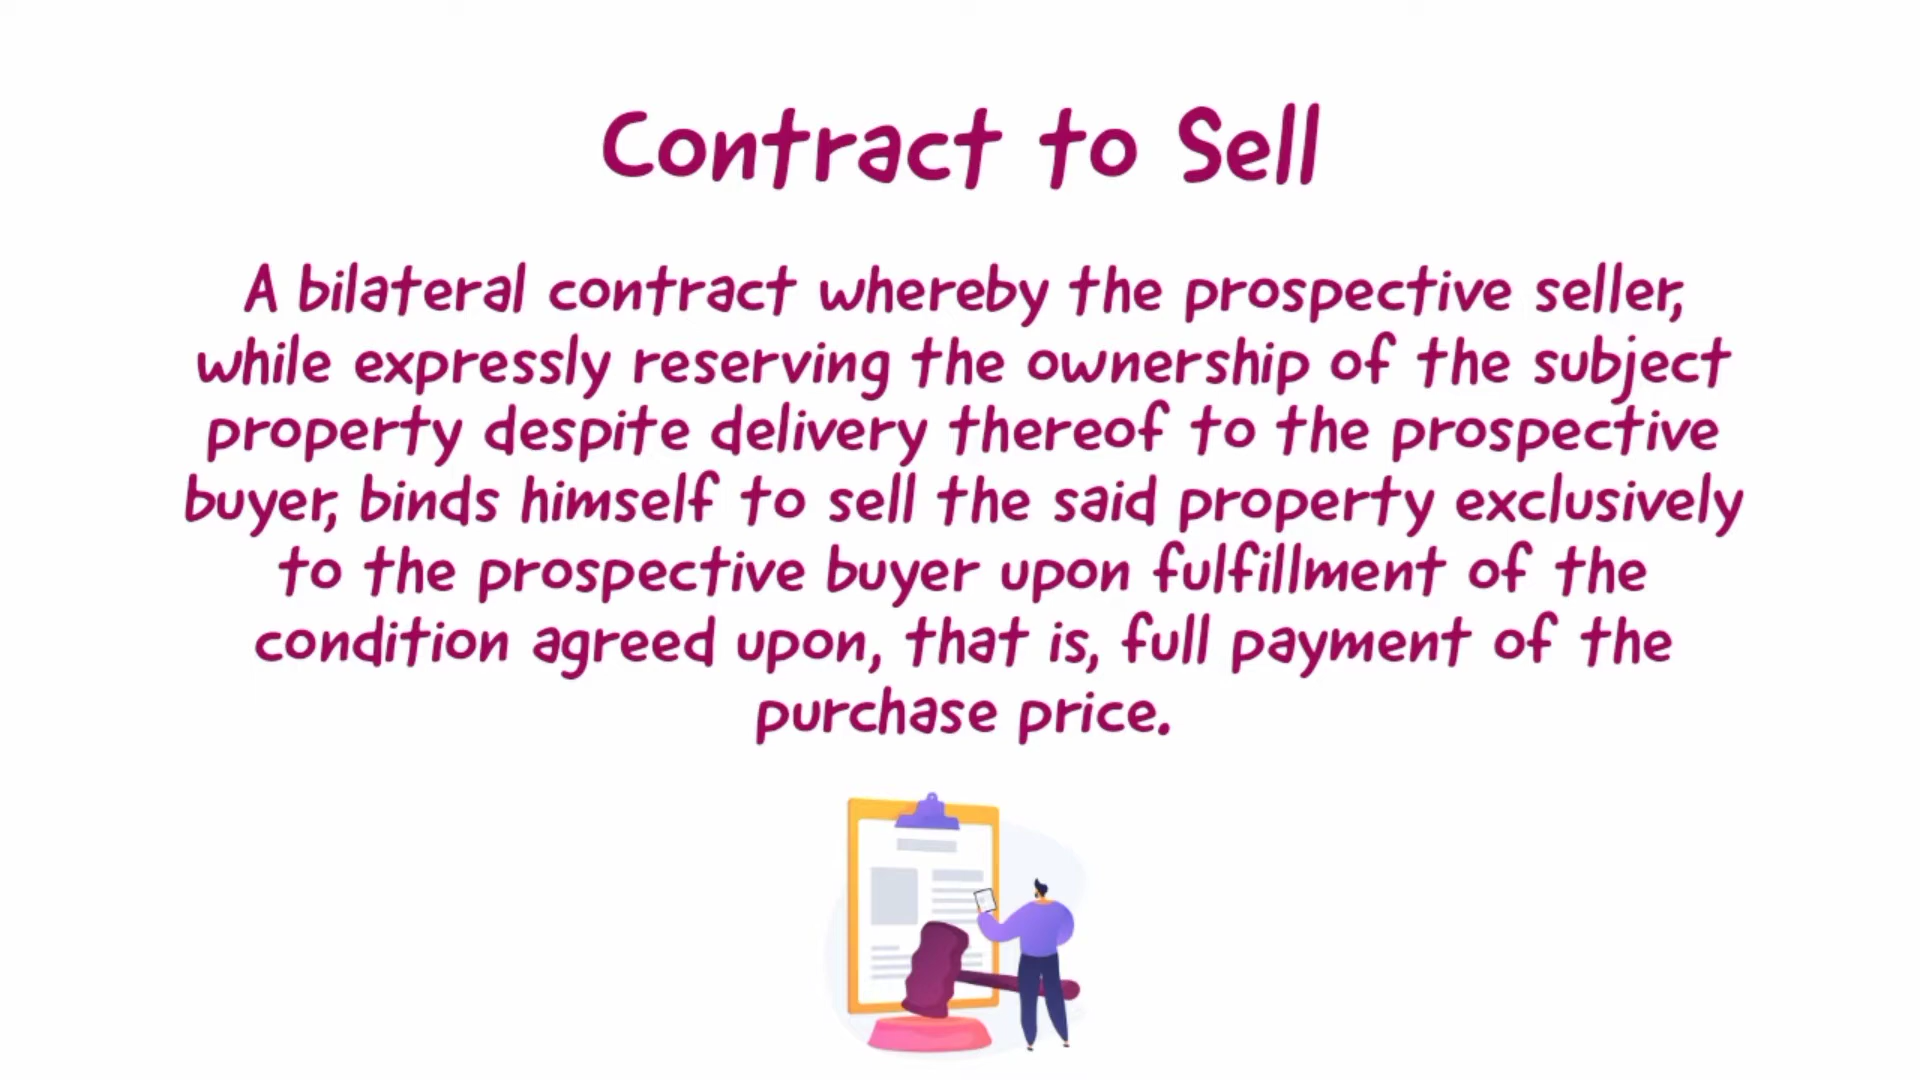 Contract to Sell
A bilateral contract whereby the prospective seller,
while expressly reserving the ownership of the subject
property despite delivery thereof to the prospective
buyer, binds himself to sell the said property exclusively
to the prospective buyer upon fulfillment of the
condition agreed upon, that is, full payment of the
purchase price.